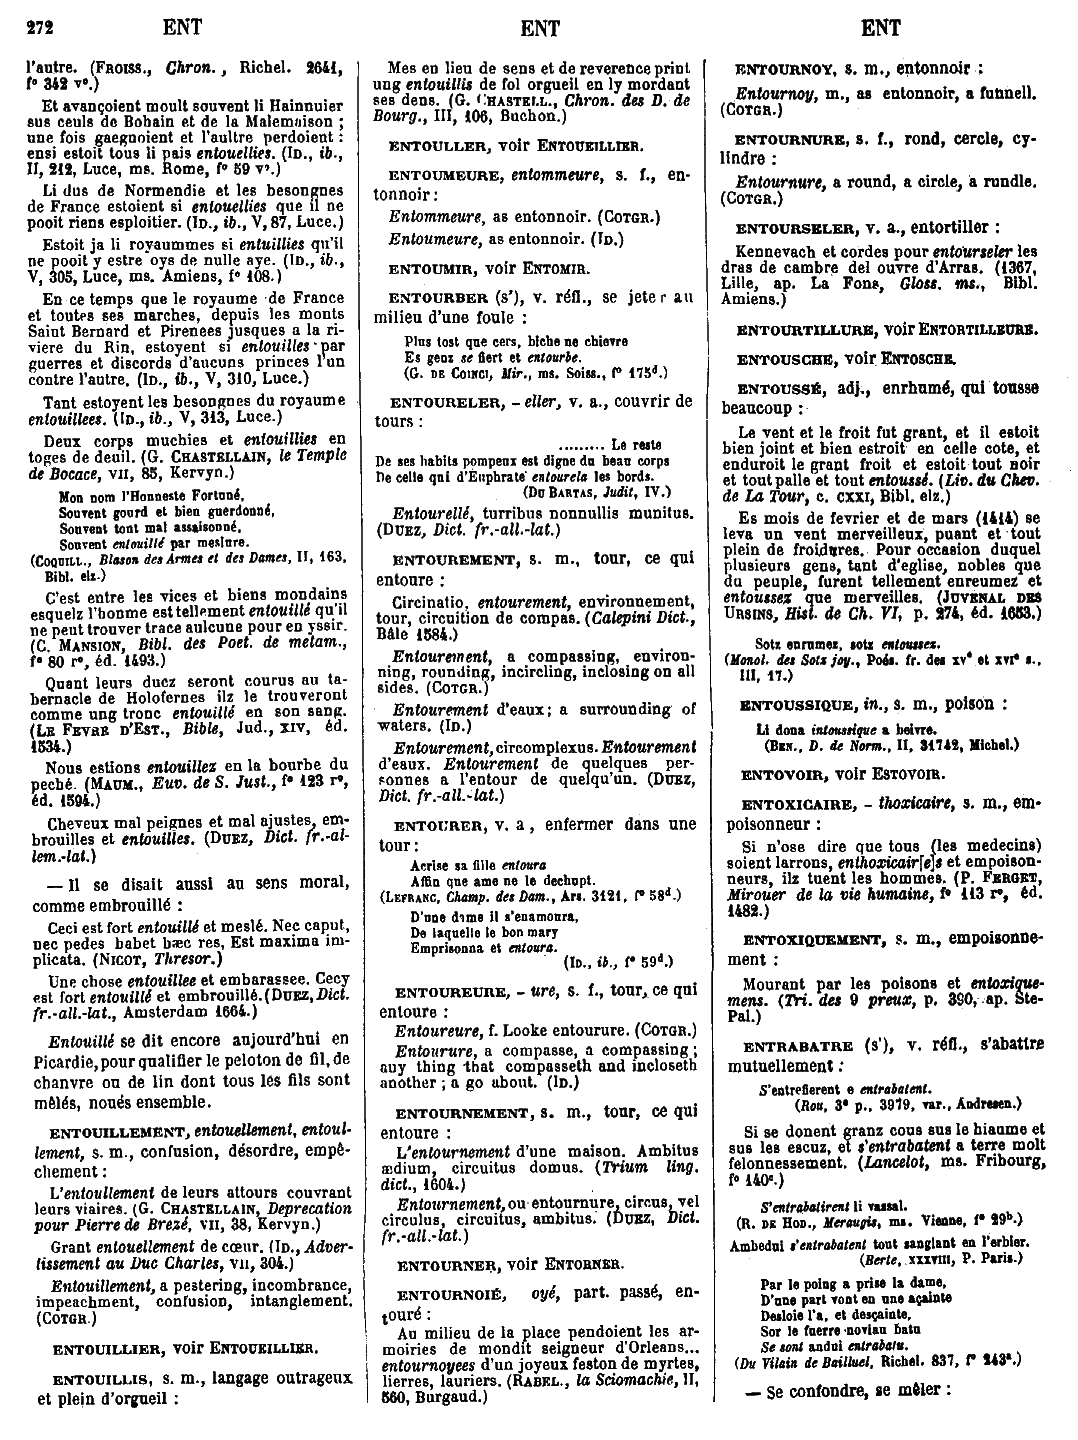 272 ENT ENT ENT
l'autre. (FROISS., Chron., Richel. 2641,
f° 342 v°.)
Et avançoient moult souvent li Hainnuier
sus ceuls de Bohain et de la Malemaison ;
une fois gaegnoient et l'aultre perdoient :
ensi estoit tous li pais entouellies. (ID., ib.,
II, 212, Luce, ms. Rome, f° 59 v°.)
Li dus de Normendie et les besongnes
de France estoient si entouellies que il ne
pooit riens esploitier. (ID., ib., V, 87, Luce.)
Estoit ja li royaummes si entuillies qu'il
ne pooit y estre oys de nulle aye. (ID., ib.,
V, 305, Luce, ms. Amiens, f° 108.)
En ce temps que le royaume de France
et toutes ses marches, depuis les monts
Saint Bernard et Pirenees jusques a la ri-
viere du Rin, estoyent si entouilles par
guerres et discords d'aucuns princes l'un
contre l'autre. (ID., ib., V, 310, Luce.)
Tant estoyent les besongnes du royaume
entouillees. (ID., ib., V, 313, Luce.)
Deux corps muchies et entouillies en
toges de deuil. (G. CHASTELLAIN, le Temple
de Bocace, VII, 85, Kervyn.)
Mon nom l'Honneste Fortuné,
Souvent gourd et bien guerdonné,
Souvent tout mal assaisonné,
Souvent entouillé par meslure.
(COQUILL., Blason des Armes et des Dames, II, 163,
Bibl. elz.)
C'est entre les vices et biens mondains
esquelz l'honme est tellement entouillé qu'il
ne peut trouver trace aulcune pour en yssir.
(C. MANSION, Bibl. des Poet. de metam.,
f° 80 r°, éd. 1493.)
Quant leurs ducz seront courus au ta-
bernacle de Holofernes ilz le trouveront
comme ung tronc entouillé en son sang.
(LE FEVRE D'EST., Bible, Jud., XIV, éd.
1534.)
Nous estions entouillez en la bourbe du
peché. (MAUM., Euv. de S. Just., f° 123 r°,
éd. 1594.)
Cheveux mal peignes et mal ajustes, em-
brouilles et entouilles. (DUEZ, Dict. fr.-al-
lem.-lat.)
— Il se disait aussi au sens moral,
comme embrouillé :
Ceci est fort entouillé et meslé. Nec caput,
nec pedes habet hæc res, Est maxima im-
plicata. (NICOT, Thresor.)
Une chose entouillee et embarassee. Cecy
est fort entouillé et embrouillé. (DUEZ, Dict.
fr.-all.-lat., Amsterdam 1664.)
Entouillé se dit encore aujourd'hui en
Picardie, pour qualifier le peloton de fil, de
chanvre ou de lin dont tous les fils sont
mêlés, noués ensemble.
ENTOUILLEMENT, entouellement, entoul-
lement, s. m., confusion, désordre, empê-
chement :
L'entoullement de leurs attours couvrant
leurs viaires. (G. CHASTELLAIN, Deprecation
pour Pierre de Brezé, VII, 38, Kervyn.)
Grant entouellement de cœur. (ID., Adver-
tissement au Duc Charles, VII, 304.)
Entouillement, a pestering, incombrance,
impeachment, confusion, intanglement.
(COTGR.)
ENTOUILLIER, voir ENTOUEILLIER.
ENTOUILLIS, s. m., langage outrageux
et plein d'orgueil :
Mes en lieu de sens et de reverence print
ung entouillis de fol orgueil en ly mordant
ses dens. (G. CHASTELL., Chron. des D. de
Bourg., III, 106, Buchon.)
ENTOULLER, voir ENTOUEILLIER.
ENTOUMEURE, entommeure, s. f., en-
tonnoir :
Entommeure, as entonnoir. (COTGR.)
Entoumeure, as entonnoir. (ID.)
ENTOUMIR, voir ENTOMIR.
ENTOURBER (s'), v. réfl., se jeter au
milieu d'une foule :
Plus tost que cers, biche ne chievre
Es genz se fiert et entourbe.
(G. DE COINCI, Mir., ms. Soiss., f° 175d.)
ENTOURELER, - eller, v. a., couvrir de
tours :
......... Le reste
De ses habits pompeux est digne du beau corps
De celle qui d'Euphrate entourela les bords.
(DU BARTAS, Judit, IV.)
Entourellé, turribus nonnullis munitus.
(DUEZ, Dict. fr.-all.-lat.)
ENTOUREMENT, s. m., tour, ce qui
entoure :
Circinatio, entourement, environnement,
tour, circuition de compas. (Calepini Dict.,
Bâle 1584.)
Entourement, a compassing, environ-
ning, rounding, incircling, inclosing on all
sides. (COTGR.)
Entourement d'eaux ; a surrounding of
waters. (ID.)
Entourement, circomplexus. Entourement
d'eaux. Entourement de quelques per-
sonnes a l'entour de quelqu'un. (DUEZ,
Dict. fr.-all.-lat.)
ENTOURER, v. a, enfermer dans une
tour :
Acrise sa fille entoura
Affin que ame ne le dechupt.
(LEFRANC, Champ. des Dam., Ars. 3121, f° 58d.)
D'une dame il s'enamoura,
De laquelle le bon mary
Emprisonna et entoura.
(ID., ib., f° 59d.)
ENTOUREURE, - ure, s. f., tour, ce qui
entoure :
Entoureure, f. Looke entourure. (COTGR.)
Entourure, a compasse, a compassing ;
any thing that compasseth and incloseth
another ; a go about. (ID.)
ENTOURNEMENT, s. m., tour, ce qui
entoure :
L'entournement d'une maison. Ambitus
ædium, circuitus domus. (Trium ling.
dict., 1604.)
Entournement, ou entournure, circus, vel
circulus, circuitus, ambitus. (DUEZ, Dict.
fr.-all.-lat.)
ENTOURNER, voir ENTORNER.
ENTOURNOIÉ, oyé, part. passé, en-
touré :
Au milieu de la place pendoient les ar-
moiries de mondit seigneur d'Orleans...
entournoyees d'un joyeux feston de myrtes,
lierres, lauriers. (RABEL., la Sciomachie, II,
560, Burgaud.)
ENTOURNOY, s. m., entonnoir :
Entournoy, m., as entonnoir, a funnell.
(COTGR.)
ENTOURNURE, s. f., rond, cercle, cy-
lindre :
Entournure, a round, a circle, a rundle.
(COTGR.)
ENTOURSELER, v. a., entortiller :
Kennevach et cordes pour entourseler les
dras de cambre del ouvre d'Arras. (1367,
Lille, ap. La Fons, Gloss. ms., Bibl.
Amiens.)
ENTOURTILLURE, voir ENTORTILLEURE.
ENTOUSCHE, voir ENTOSCHE.
ENTOUSSÉ, adj., enrhumé, qui tousse
beaucoup :
Le vent et le froit fut grant, et il estoit
bien joint et bien estroit en celle cote, et
enduroit le grant froit et estoit tout noir
et tout palle et tout entoussé. (Liv. du Chev.
de La Tour, c. CXXI, Bibl. elz.)
Es mois de fevrier et de mars (1414) se
leva un vent merveilleux, puant et tout
plein de froidures. Pour occasion duquel
plusieurs gens, tant d'eglise, nobles que
du peuple, furent tellement enreumez et
entoussez que merveilles. (JUVENAL DES
URSINS, Hist. de Ch. VI, p. 274, éd. 1653.)
Sotz enrumez, sotz entoussez.
(Monol. des Sotz joy., Poés. fr. des XVe et XVIe s.,
III, 17.)
ENTOUSSIQUE, in., s. m., poison :
Li dona intoussique a beivre.
(BEN., D. de Norm., II, 31742, Michel.)
ENTOVOIR, voir ESTOVOIR.
ENTOXICAIRE, - thoxicaire, s. m., em-
poisonneur :
Si n'ose dire que tous (les medecins)
soient larrons, enthoxicair[e]s et empoison-
neurs, ilz tuent les hommes. (P. FERGET,
Mirouer de la vie humaine, f° 113 r°, éd.
1482.)
ENTOXIQUEMENT, s. m., empoisonne-
ment :
Mourant par les poisons et entoxique-
mens. (Tri. des 9 preux, p. 390, ap. Ste-
Pal.)
ENTRABATRE (s'), v. réfl., s'abattre
mutuellement :
S'entrefierent e entrabatent.
(Rou, 3e p., 3979, var., Andresen.)
Si se donent granz cous sus le hiaume et
sus les escuz, et s'entrabatent a terre molt
felonnessement. (Lancelot, ms. Fribourg,
f° 140c.)
S'entrabatirent li vassal.
(R. DE HOD., Meraugis, ms. Vienne, f° 29b.)
Ambedui s'entrabatent tout sanglant en l'erbier.
(Berte, XXXVIII, P. Paris.)
Par le poing a prise la dame,
D'une part vont en une açainte
Desloie l'a, et desçainte,
Sor le fuerre novian batu
Se sont andui entrabatu.
(Du Vilain de Bailluel, Richel. 837, f° 243a.)
— Se confondre, se mêler :